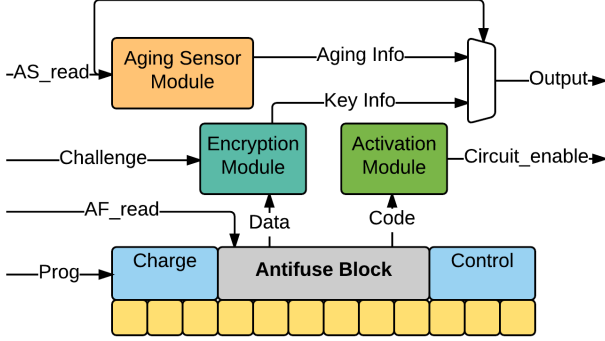 Aging Sensor
Module
Aging Info
AS_read
Output
Key Info
Encryption
Module
Activation
Module
Challenge
Circuit_enable
AF_read
Data
Code
Charge
Antifuse Block
Control
Prog